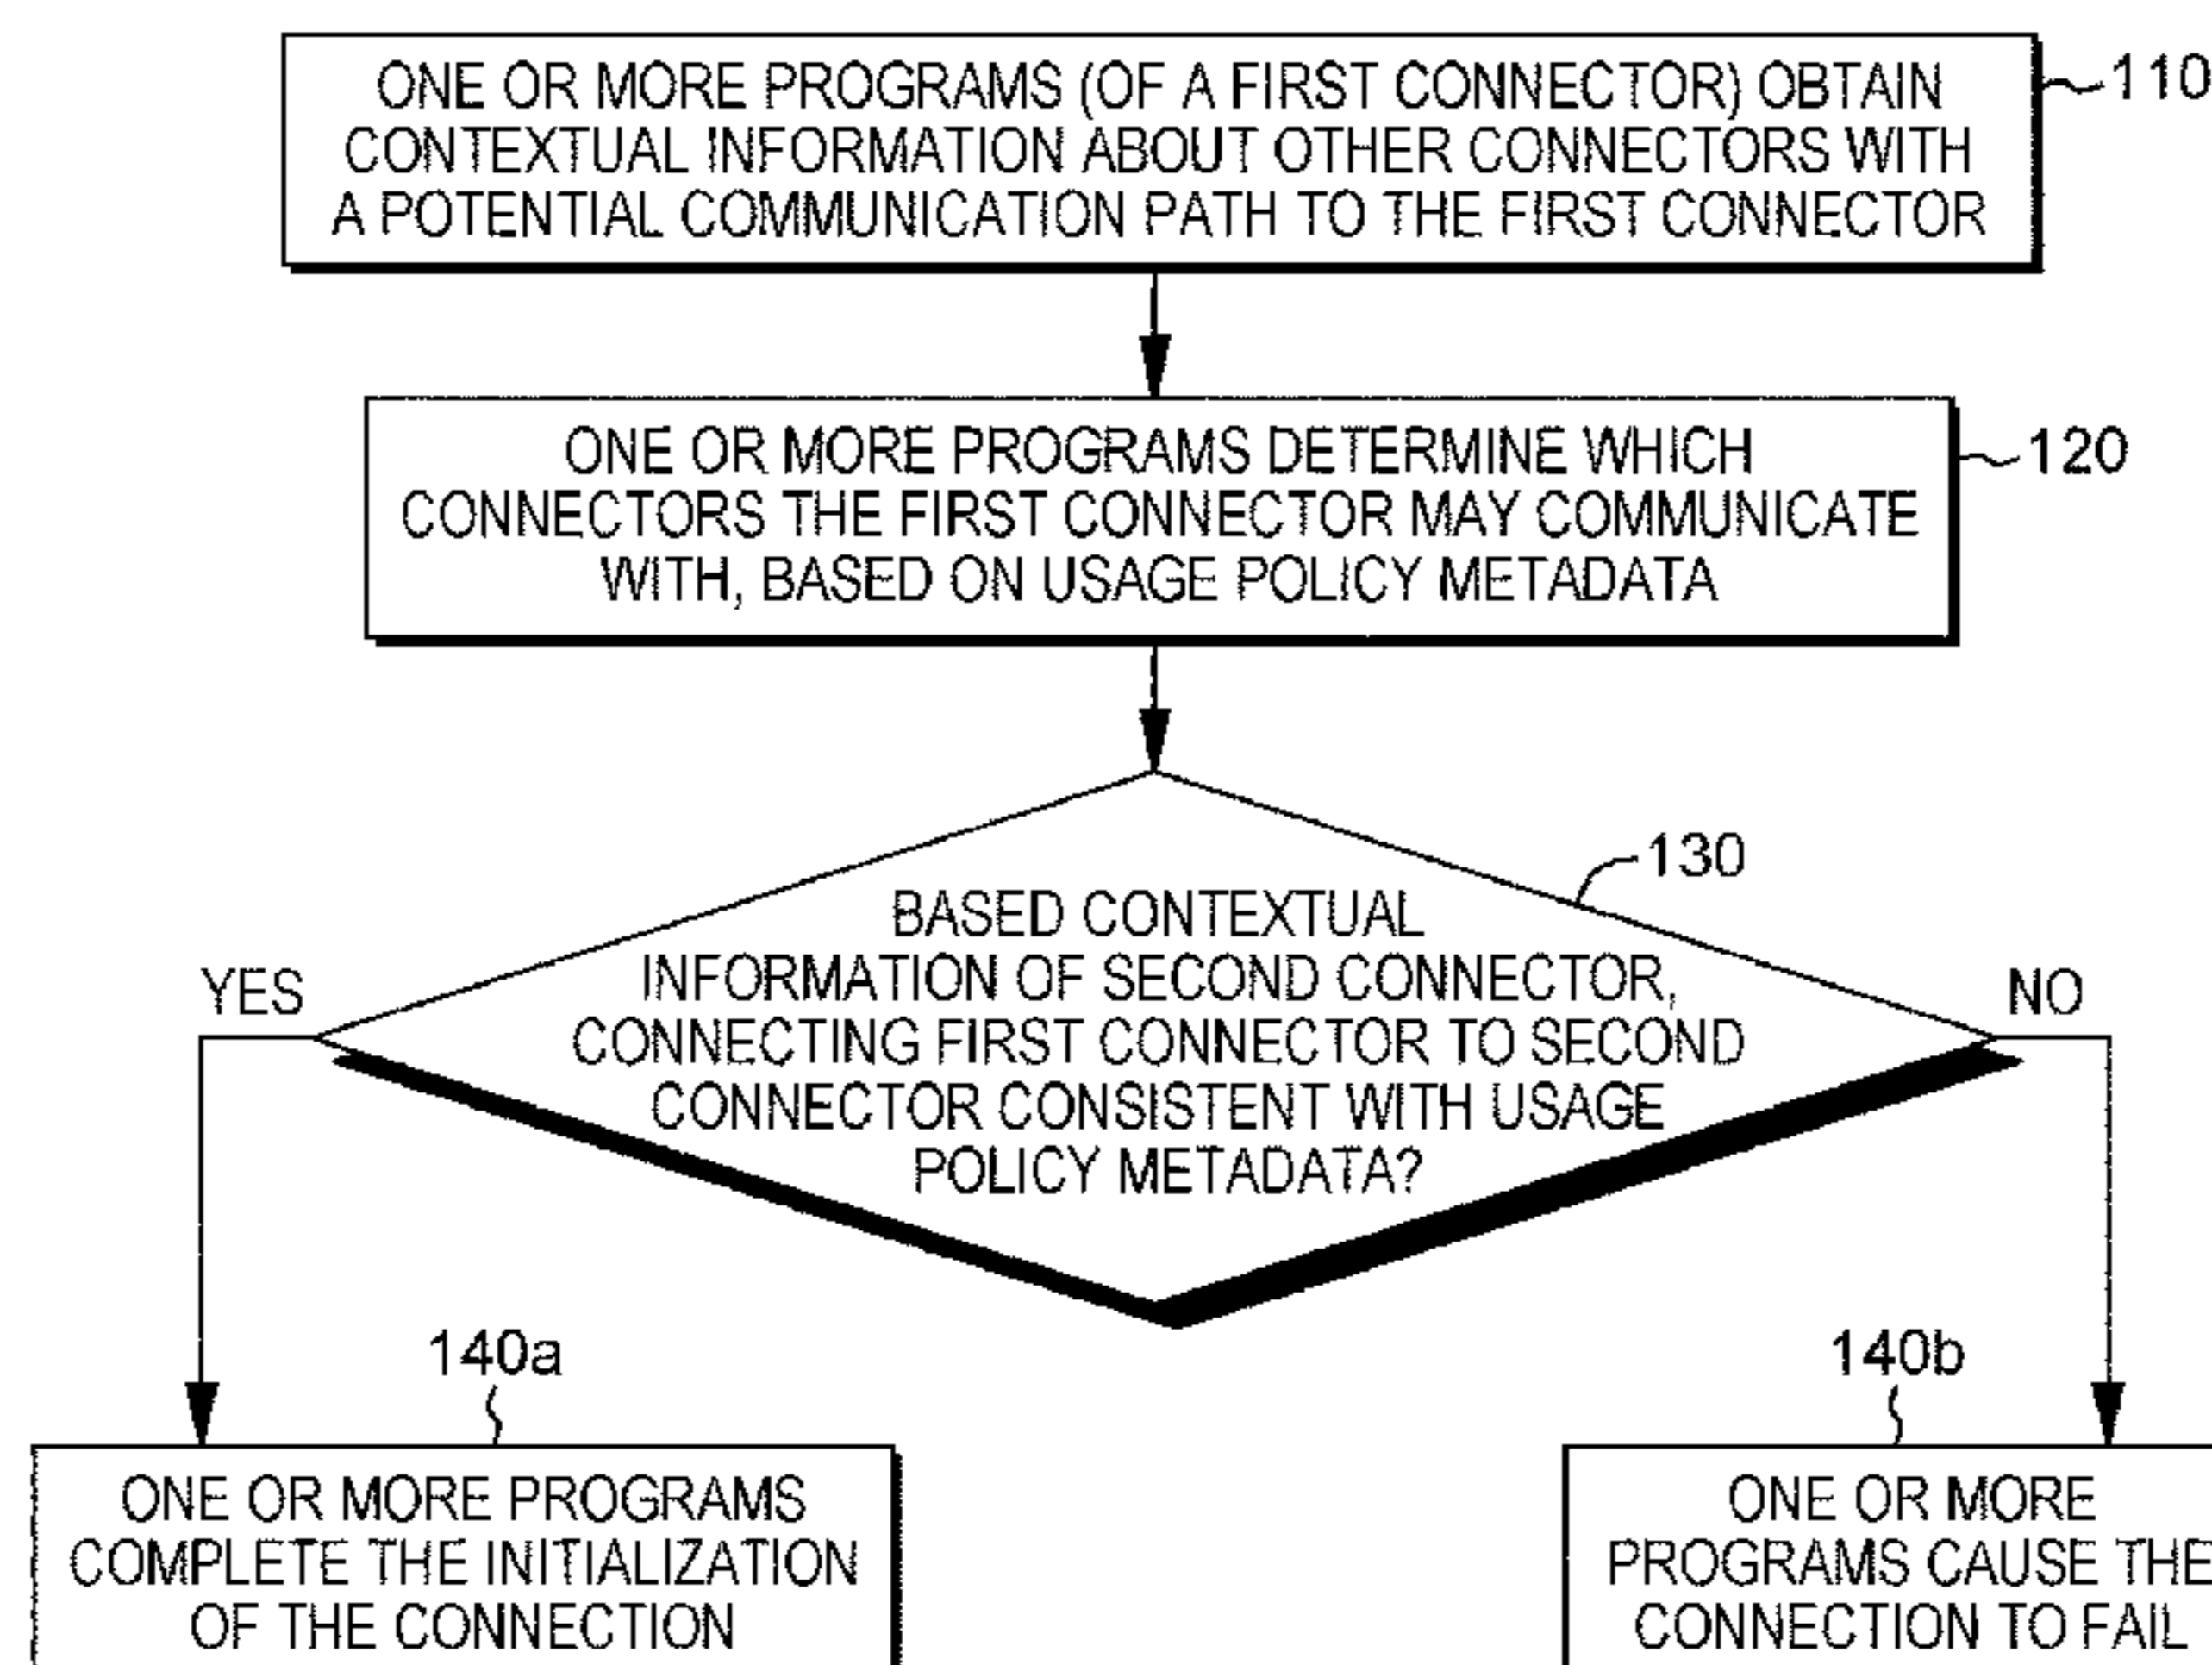 ONE OR MORE PROGRAMS (OF A FIRST CONNECTOR) OBTAIN
CONTEXTUAL INFORMATION ABOUT OTHER CONNECTORS WITH
A POTENTIAL COMMUNICATION PATH TO THE FIRST CONNECTOR
110
ONE OR MORE PROGRAMS DETERMINE WHICH
CONNECTORS THE FIRST CONNECTOR MAY COMMUNICATE
WITH, BASED ON USAGE POLICY METADATA
120
130
BASED CONTEXTUAL
INFORMATION OF SECOND CONNECTOR,
CONNECTING FIRST CONNECTOR TO SECOND
CONNECTOR CONSISTENT WITH USAGE
POLICY METADATA?
YES
NO
140a
ONE OR MORE PROGRAMS
COMPLETE THE INITIALIZATION
OF THE CONNECTION
140b
ONE OR MORE
PROGRAMS CAUSE THE
CONNECTION TO FAIL